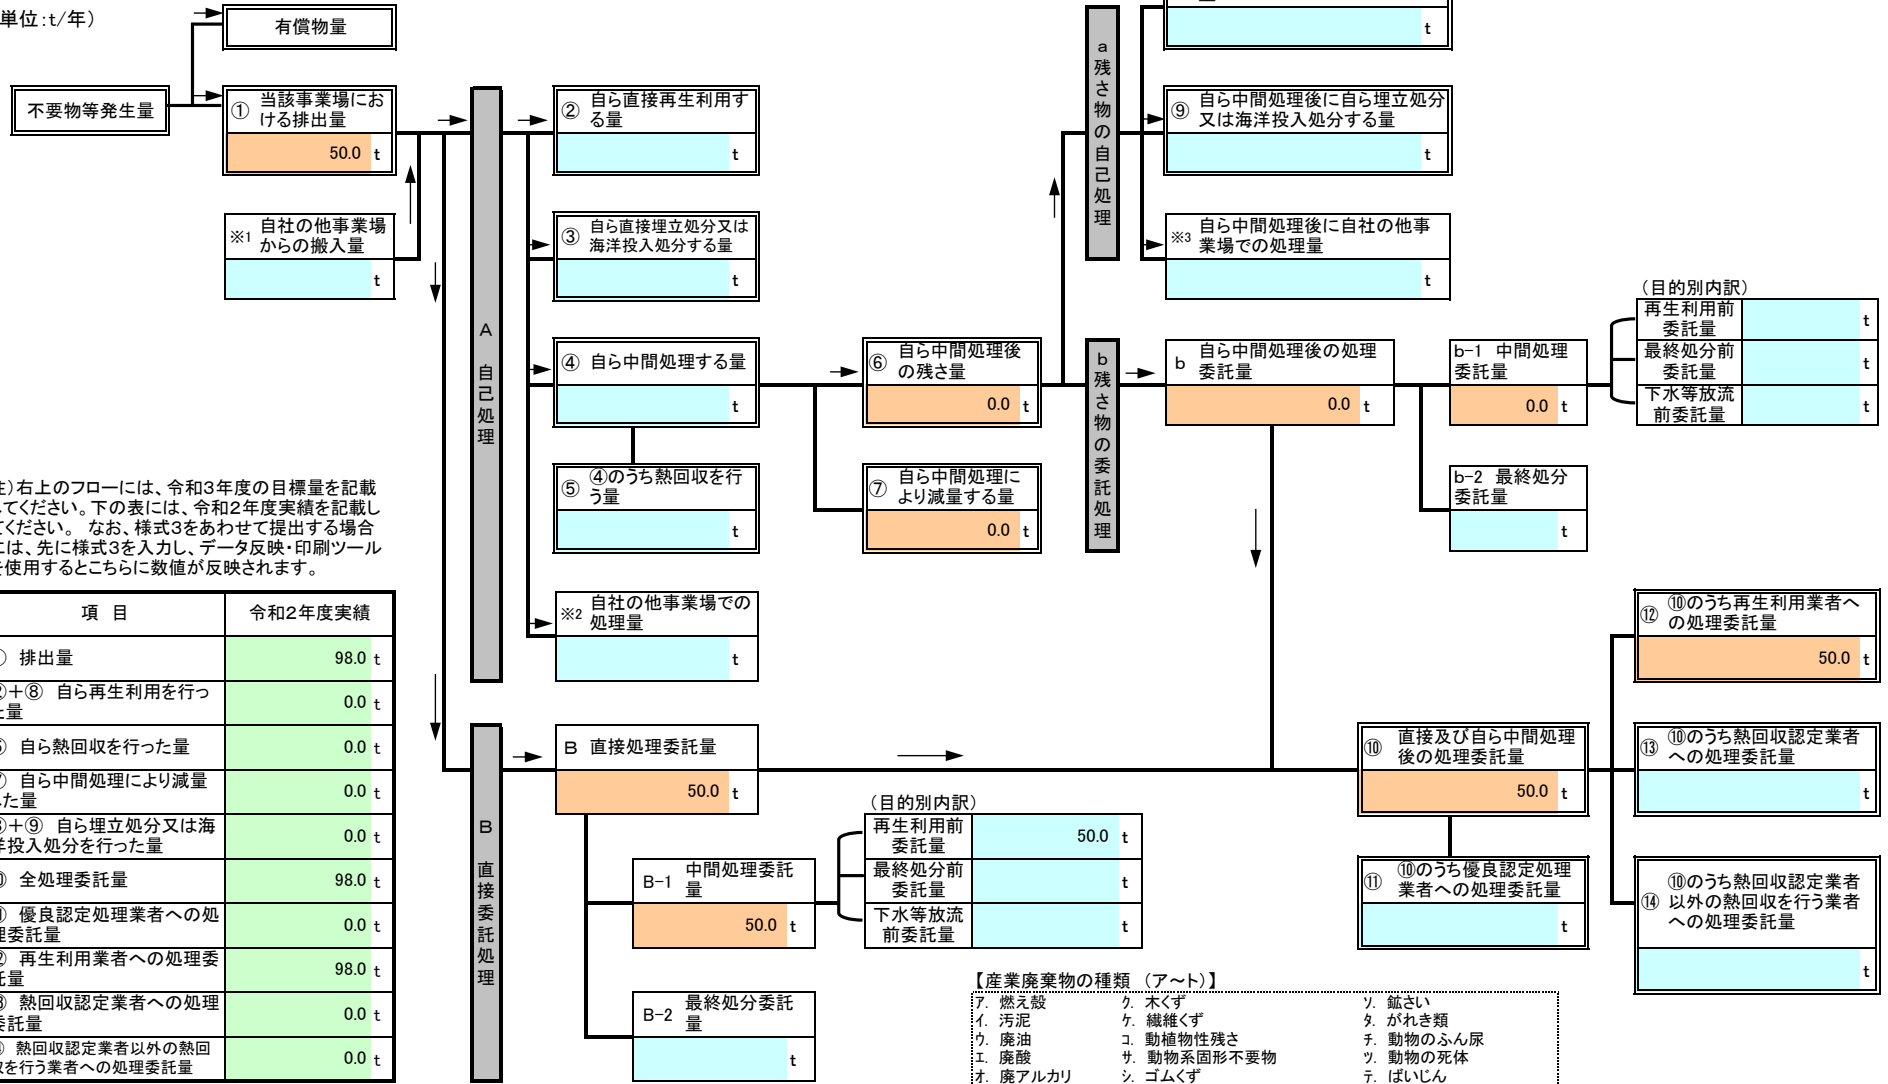 単位:t/年)
有償物量
不要物等発生量
① 当該事業場にお
ける排出量
50.0 t
※1 自社の他事業場
からの搬入量
t
A 自己処理
② 自ら直接再生利用す
る量
t
③ 自ら直接埋立処分又は
海洋投入処分する量
t
④ 自ら中間処理する量
t
⑤ ④のうち熱回収を行
う量
t
※2 自社の他事業場での
処理量
t
⑥ 自ら中間処理後
の残さ量
0.0 t
⑦ 自ら中間処理に
より減量する量
0.0 t
a 残さ物の自己処理
t
⑨ 自ら中間処理後に自ら埋立処分
又は海洋投入処分する量
t
※3 自ら中間処理後に自社の他事
業場での処理量
t
b 残さ物の委託処理
b 自ら中間処理後の処理
委託量
0.0 t
b-1 中間処理
委託量
0.0 t
(目的別内訳)
再生利用前
委託量
t
最終処分前
委託量
t
下水等放流
前委託量
t
b-2 最終処分
委託量
t
)右上のフローには、令和3年度の目標量を記載
てください。下の表には、令和2年度実績を記載し
ください。 なお、様式3をあわせて提出する場合
は、先に様式3を入力し、データ反映・印刷ツール
使用するとこちらに数値が反映されます。
項 目 令和2年度実績
排出量 98.0 t
+⑧ 自ら再生利用を行っ
量 0.0 t
自ら熱回収を行った量 0.0 t
自ら中間処理により減量
た量 0.0 t
+⑨ 自ら埋立処分又は海
投入処分を行った量 0.0 t
全処理委託量 98.0 t
優良認定処理業者への処
委託量 0.0 t
再生利用業者への処理委
量 98.0 t
熱回収認定業者への処理
託量 0.0 t
熱回収認定業者以外の熱回
を行う業者への処理委託量 0.0 t
B 直接委託処理
B 直接処理委託量
50.0 t
B-1 中間処理委託
量
50.0 t
(目的別内訳)
再生利用前
委託量
50.0 t
最終処分前
委託量
t
下水等放流
前委託量
t
B-2 最終処分委託
量
t
⑩ 直接及び自ら中間処理
後の処理委託量
50.0 t
⑪ ⑩のうち優良認定処理
業者への処理委託量
t
⑫ ⑩のうち再生利用業者へ
の処理委託量
50.0 t
⑬ ⑩のうち熱回収認定業者
への処理委託量
t
⑭ ⑩のうち熱回収認定業者
以外の熱回収を行う業者
への処理委託量
t
【産業廃棄物の種類 (ア~ト)】
ア. 燃え殻 ク. 木くず ソ. 鉱さい
イ. 汚泥 ケ. 繊維くず タ. がれき類
ウ. 廃油 コ. 動植物性残さ チ. 動物のふん尿
エ. 廃酸 サ. 動物系固形不要物 ツ. 動物の死体
オ. 廃アルカリ シ. ゴムくず テ. ばいじん